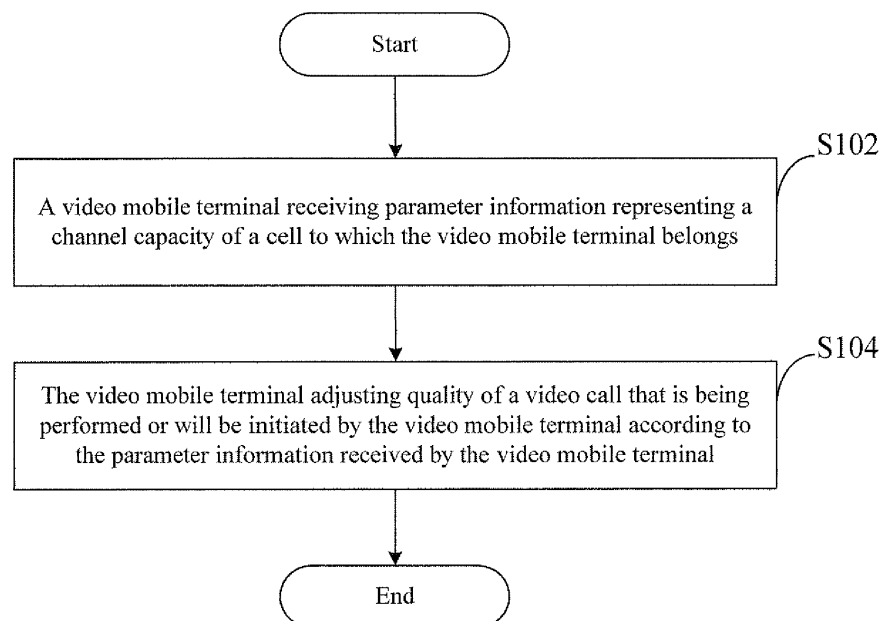 Start
S102
A video mobile terminal receiving parameter information representing a
channel capacity of a cell to which the video mobile terminal belongs
S104
The video mobile terminal adjusting quality of a video call that is being
performed or will be initiated by the video mobile terminal according to
the parameter information received by the video mobile terminal
End